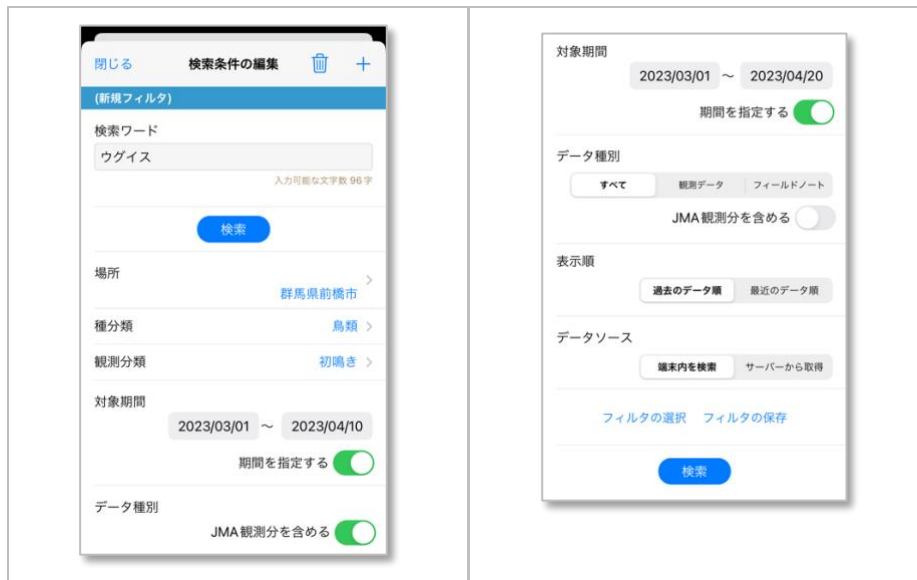 閉じる 検索条件の編集 +
(新規フィルタ)
検索ワード
ウグイス
入力可能な文字数 96字
検索
場所
群馬県前橋市
種分類 鳥類
観測分類 初鳴き
対象期間
2023/03/01 ～ 2023/04/10
期間を指定する
データ種別
JMA観測分を含める
対象期間
2023/03/01 ～ 2023/04/20
期間を指定する
データ種別
すべて 観測データ フィールドノート
JMA観測分を含める
表示順
過去のデータ順 最近のデータ順
データソース
端末内を検索 サーバーから取得
フィルタの選択 フィルタの保存
検索